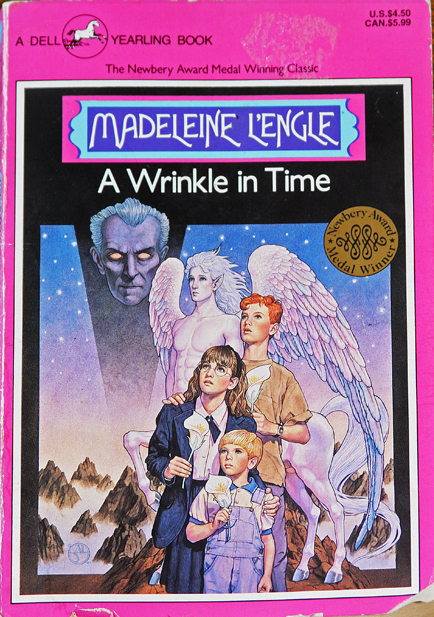 U.S.$4.50
CAN.$5.99
A DELL YEARLING BOOK
The Newbery Award Medal Winning Classic
MADELEINE L'ENGLE
A Wrinkle in Time
Newbery Award
Medal Winner